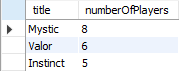 title numberOfPlayers
Mystic 8
Valor 6
Instinct 5